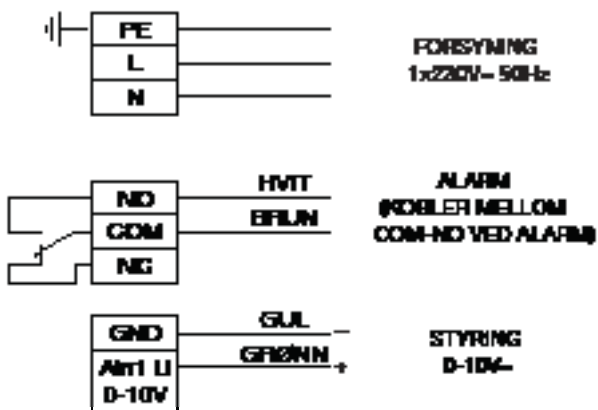 PE
L
N
FORSYNING
1x220V~ 50Hz
NO
COM
NC
HVIT
BRUN
ALARM
(KOBLER MELLOM
COM-NO VED ALARM)
GND
Ain1 U
0-10V
GUL
GRØNN
−
+
STYRING
0-10V